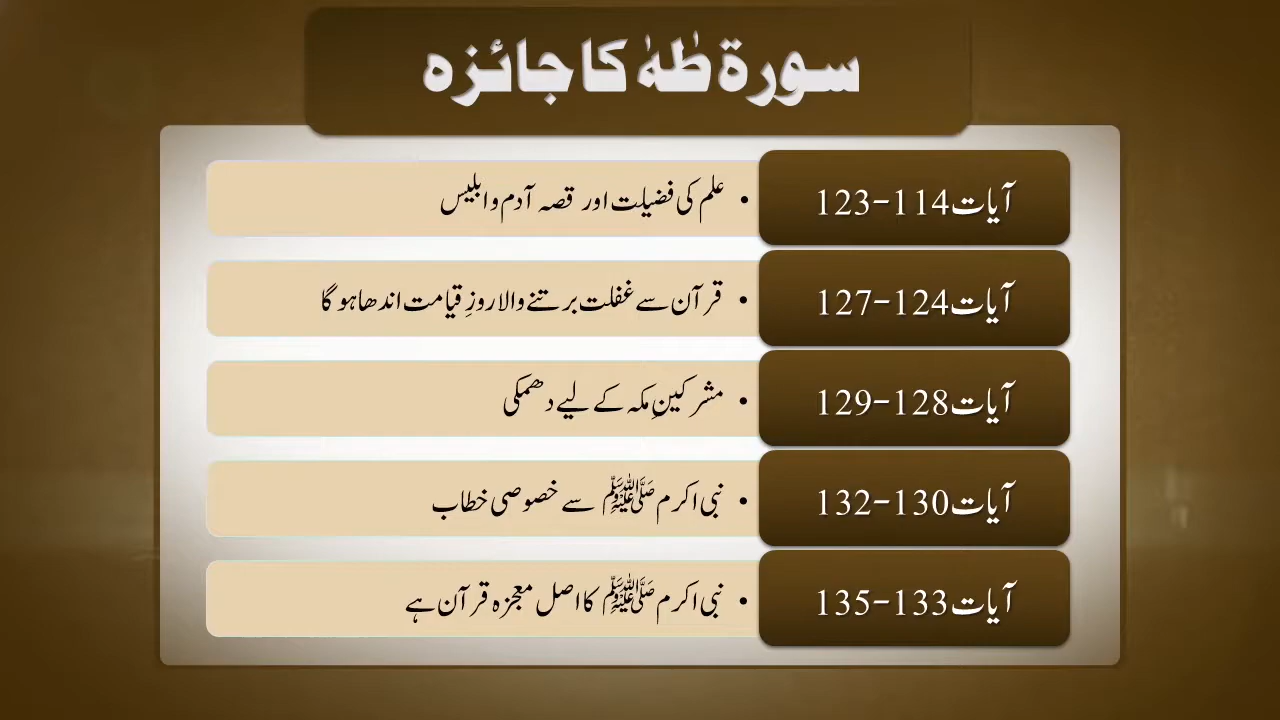 سورۃ طٰہٰ کا جائزہ
آیات 114-123
• علم کی فضیلت اور قصہ آدم و ابلیس
آیات 124-127
• قرآن سے غفلت برتنے والا روزِ قیامت اندھا ہو گا
آیات 128-129
• مشرکینِ مکہ کے لیے دھمکی
آیات 130-132
• نبی اکرم ﷺ سے خصوصی خطاب
آیات 133-135
• نبی اکرم ﷺ کا اصل معجزہ قرآن ہے